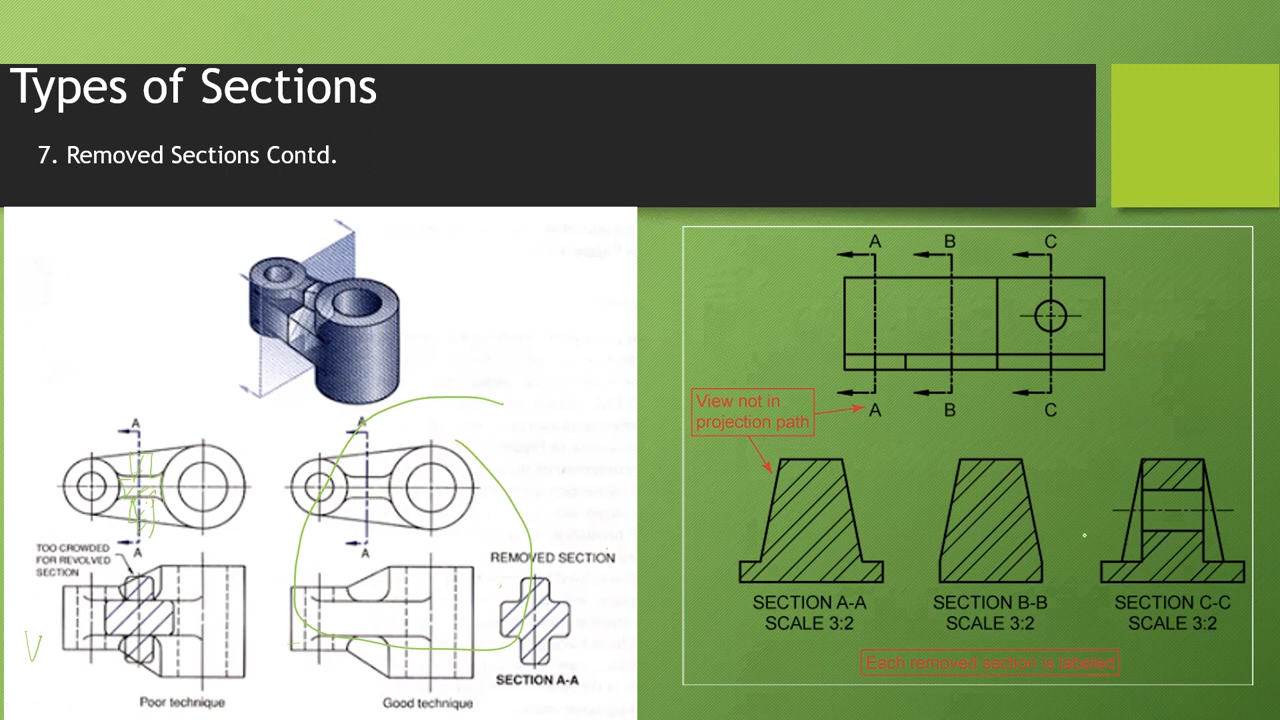 Types of Sections
7. Removed Sections Contd.
A
A
TOO CROWDED
FOR REVOLVED
SECTION
A
A
REMOVED SECTION
SECTION A-A
Poor technique
Good technique
V
A
B
C
View not in
projection path
A
B
C
SECTION A-A
SCALE 3:2
SECTION B-B
SCALE 3:2
SECTION C-C
SCALE 3:2
Each removed section is labeled